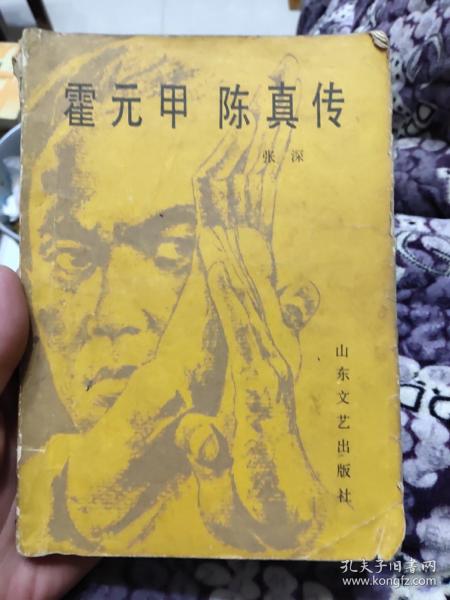 霍元甲 陈真传
张深
山东文艺出版社
孔夫子旧书网
www.kongfz.com